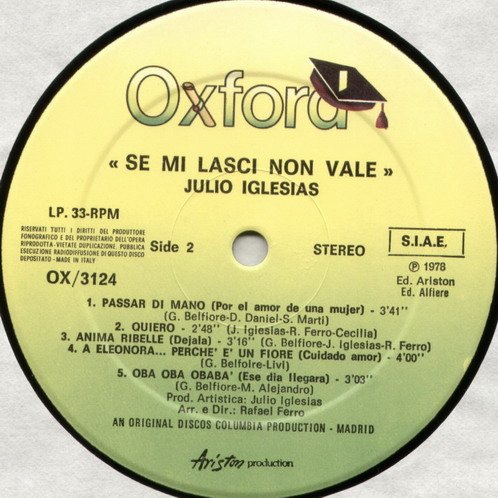 Oxford
« SE MI LASCI NON VALE »
JULIO IGLESIAS
LP. 33-RPM
RISERVATI TUTTI I DIRITTI DEL PRODUTTORE
FONOGRAFICO E DEL PROPRIETARIO DELL'OPERA
RIPRODOTTA - VIETATE DUPLICAZIONE. PUBBLICA
ESECUZIONE RADIODIFFUSIONE DI QUESTO DISCO
DEPOSITATO - MADE IN ITALY
Side 2
STEREO
S.I.A.E.
OX/3124
℗ 1978
Ed. Ariston
Ed. Alfiere
1. PASSAR DI MANO (Por el amor de una mujer) - 3'41"
(G. Belfiore-D. Daniel-S. Marti)
2. QUIERO - 2'48" (J. Iglesias-R. Ferro-Cecilia)
3. ANIMA RIBELLE (Dejala) - 3'16" (G. Belfiore-J. Iglesias-R. Ferro)
4. A ELEONORA... PERCHE' E' UN FIORE (Cuidado amor) - 4'00"
(G. Belfoire-Livi)
5. OBA OBA OBABA' (Ese dia llegara) - 3'03"
(G. Belfiore-M. Alejandro)
Prod. Artistica: Julio Iglesias
Arr. e Dir.: Rafael Ferro
AN ORIGINAL DISCOS COLUMBIA PRODUCTION - MADRID
Ariston production